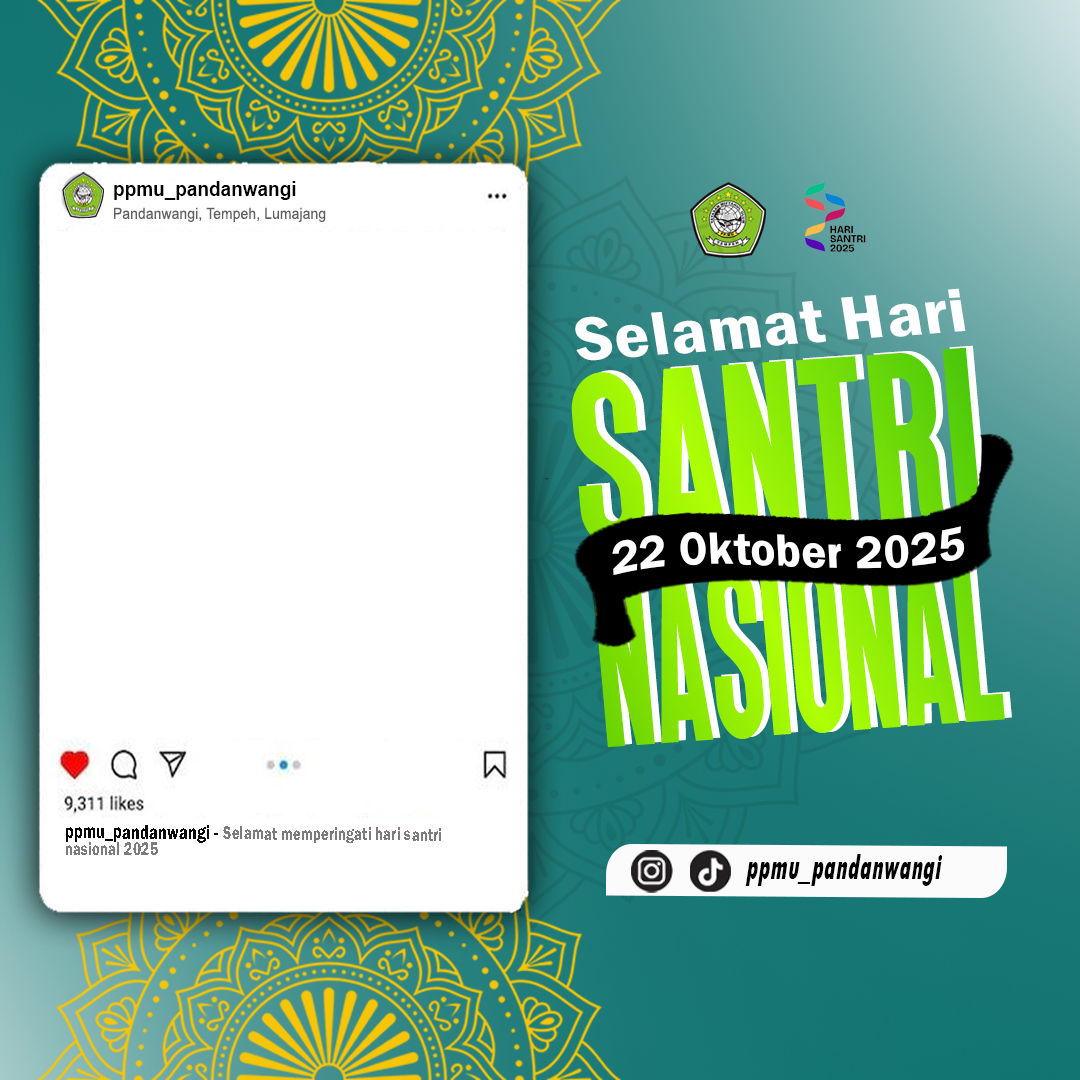 ppmu_pandanwangi
Pandanwangi, Tempeh, Lumajang
9,311 likes
ppmu_pandanwangi - Selamat memperingati hari santri
nasional 2025
TEMPEH
HARI
SANTRI
2025
Selamat Hari
SANTRI
22 Oktober 2025
NASIONAL
ppmu_pandanwangi